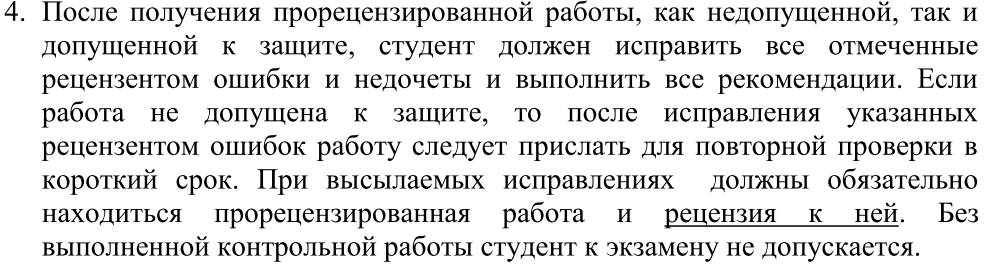 4. После получения прорецензированной работы, как недопущенной, так и
допущенной к защите, студент должен исправить все отмеченные
рецензентом ошибки и недочеты и выполнить все рекомендации. Если
работа не допущена к защите, то после исправления указанных
рецензентом ошибок работу следует прислать для повторной проверки в
короткий срок. При высылаемых исправлениях должны обязательно
находиться прорецензированная работа и рецензия к ней. Без
выполненной контрольной работы студент к экзамену не допускается.